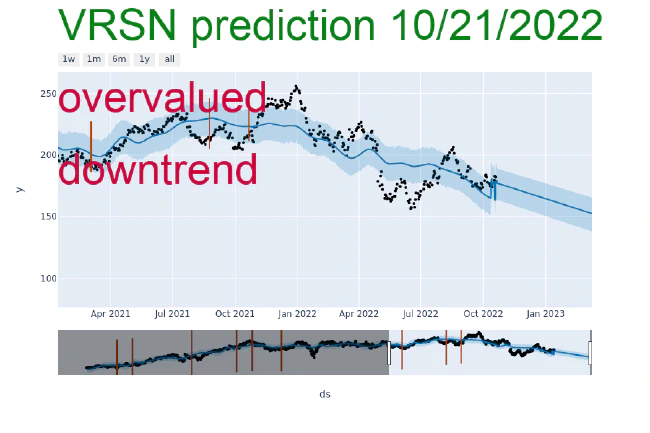 VRSN prediction 10/21/2022
1w 1m 6m 1y all
250
overvalued
200
downtrend
y
150
100
Apr 2021 Jul 2021 Oct 2021 Jan 2022 Apr 2022 Jul 2022 Oct 2022 Jan 2023
ds